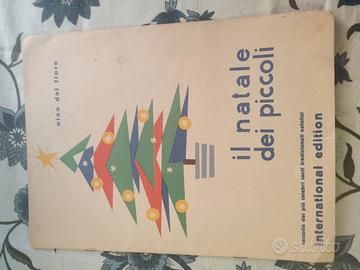 nino del fiore
il natale
dei piccoli
raccolta dei più celebri canti tradizionali natalizi
international edition
subito